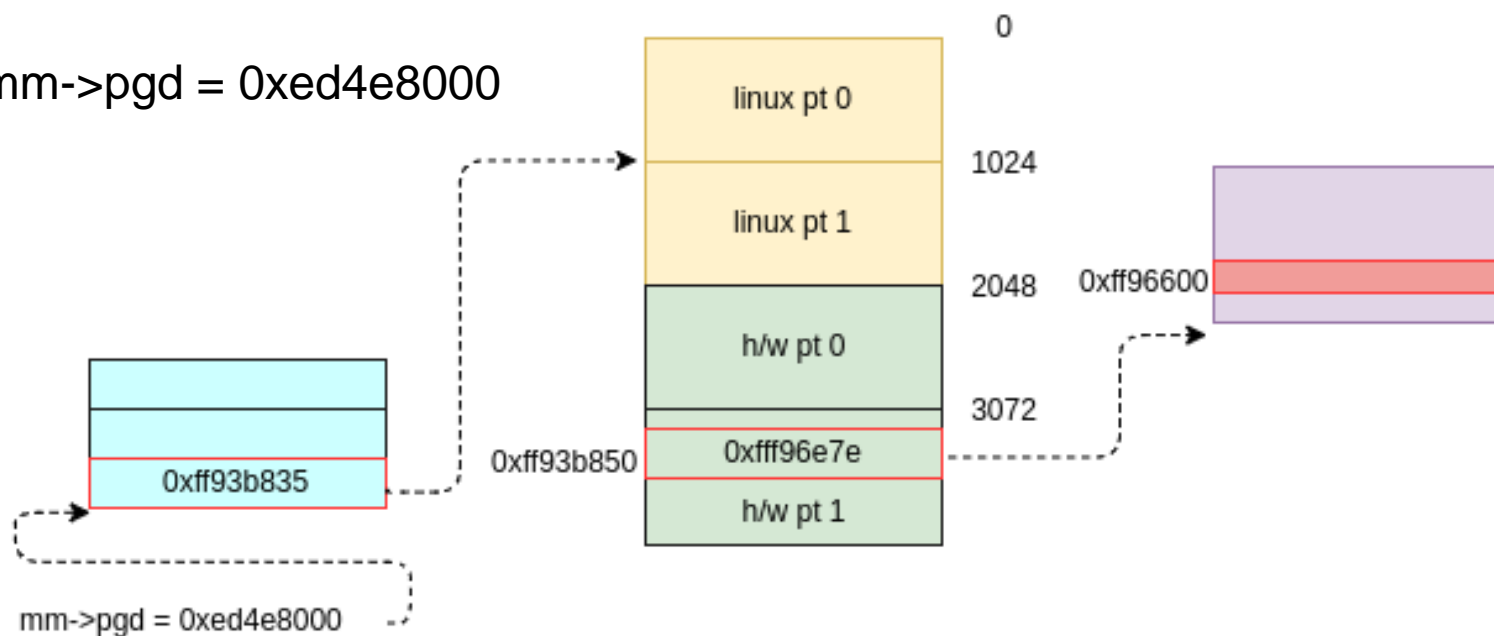 0
mm->pgd = 0xed4e8000
linux pt 0
1024
linux pt 1
2048
0xff96600
h/w pt 0
3072
0xff93b850
0xfff96e7e
0xff93b835
h/w pt 1
mm->pgd = 0xed4e8000